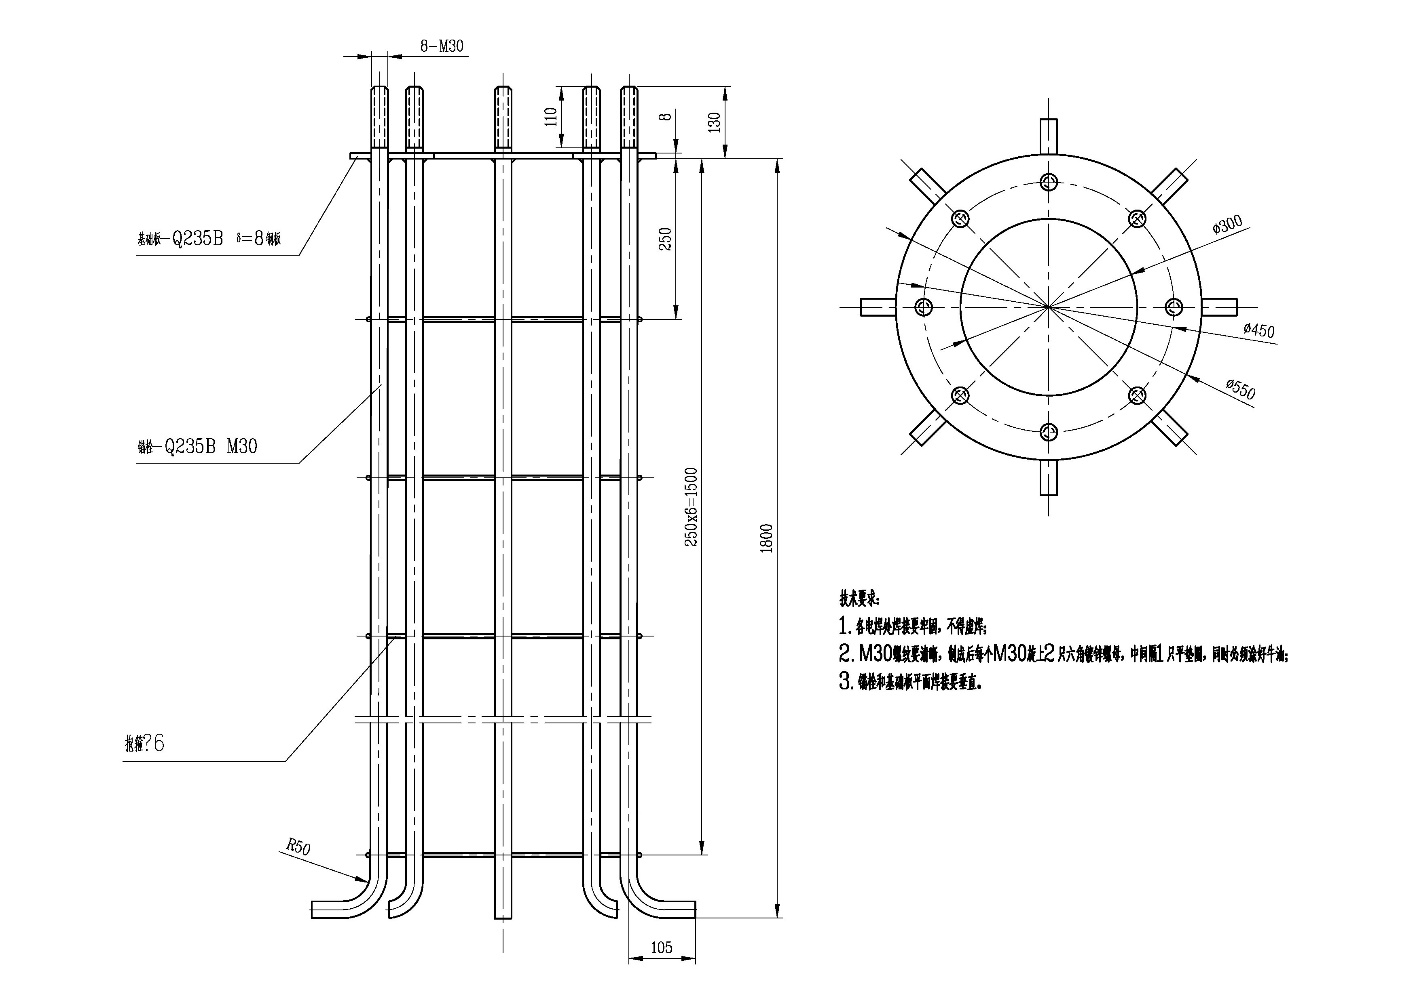 8-M30
110
8
130
基础板-Q235B δ=8钢板
250
ø300
ø450
ø550
锚栓-Q235B M30
250x6=1500
1800
抱箍?6
R50
105
技术要求:
1. 各电焊处焊接要牢固, 不得虚焊;
2. M30螺纹要清晰, 制成后每个M30旋上2只六角镀锌螺母, 中间隔1只平垫圈, 同时必须涂好牛油;
3. 锚栓和基础板平面焊接要垂直。